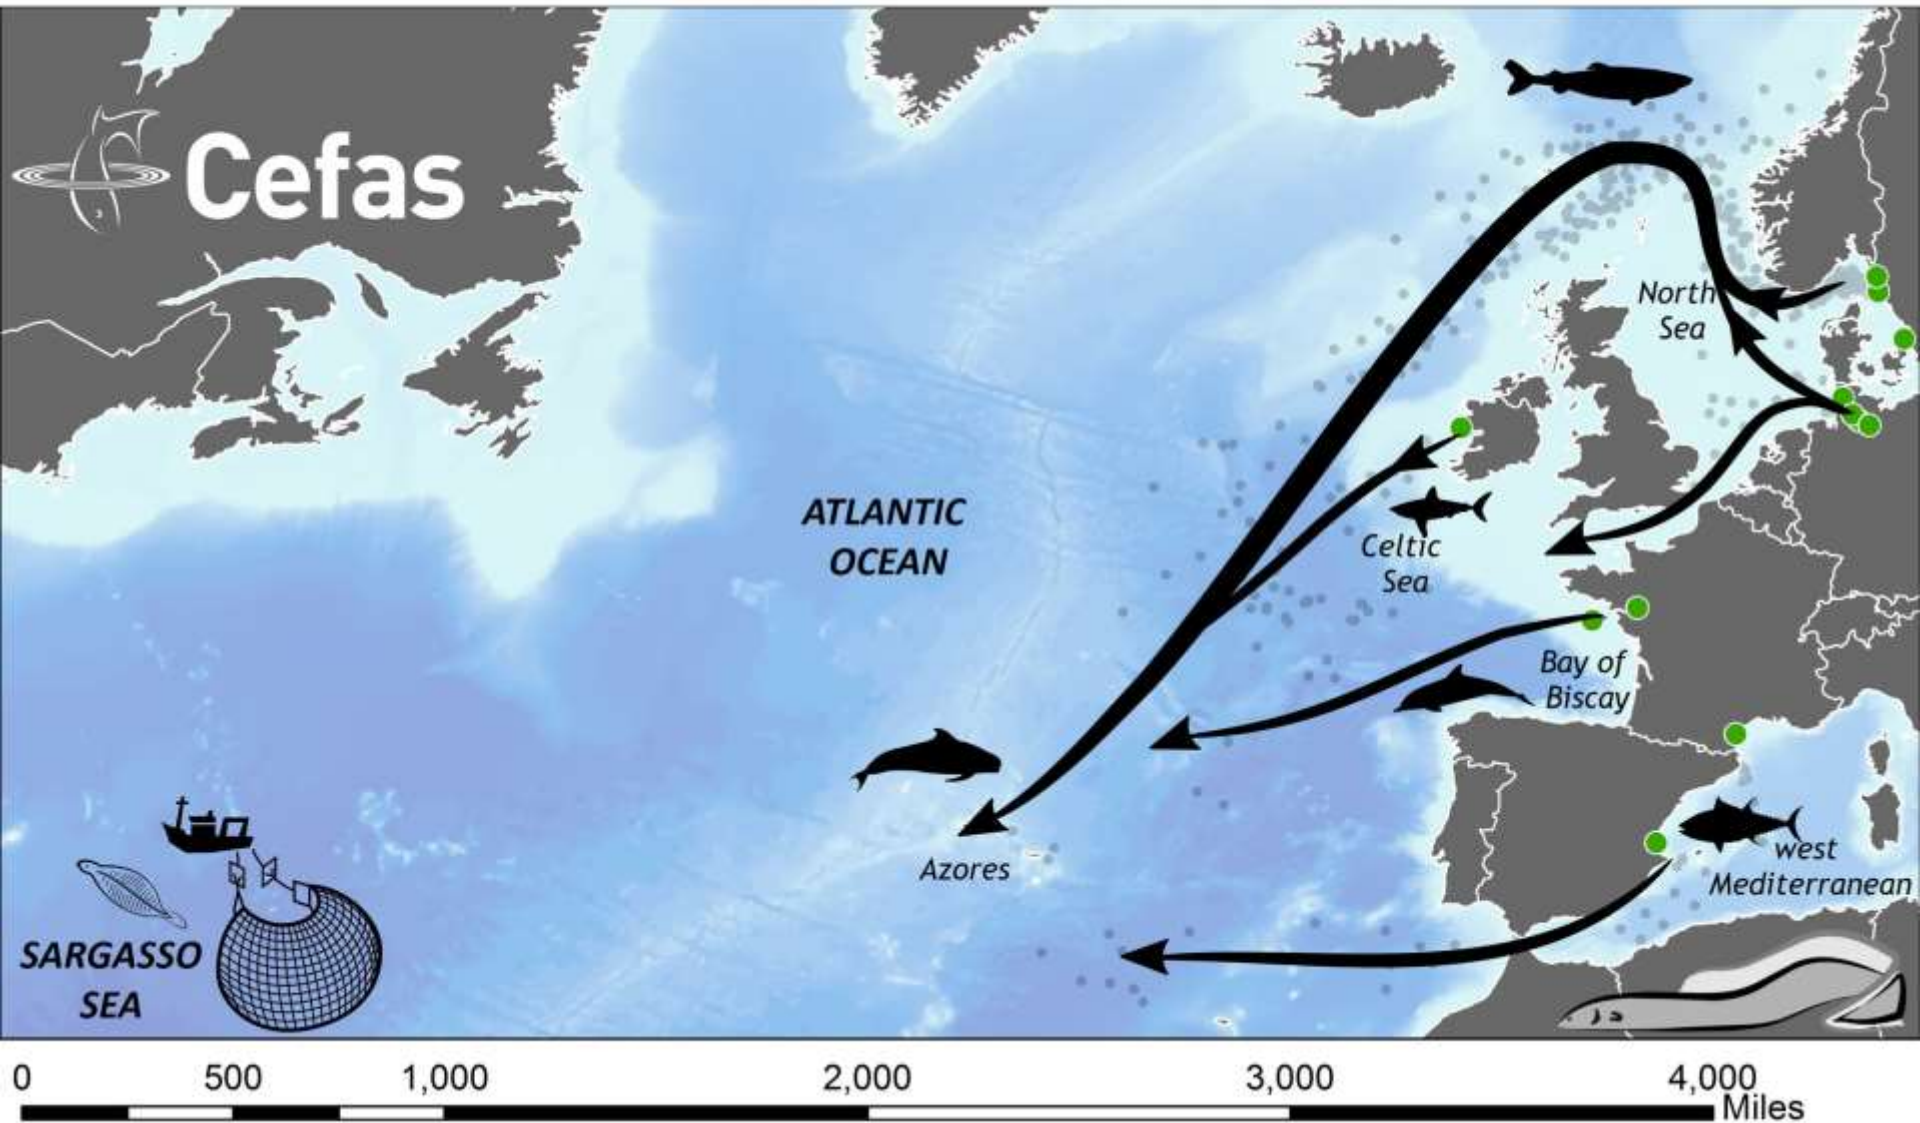 Cefas
North
Sea
ATLANTIC
OCEAN
Celtic
Sea
Bay of
Biscay
Azores
west
Mediterranean
SARGASSO
SEA
0 500 1,000 2,000 3,000 4,000
Miles